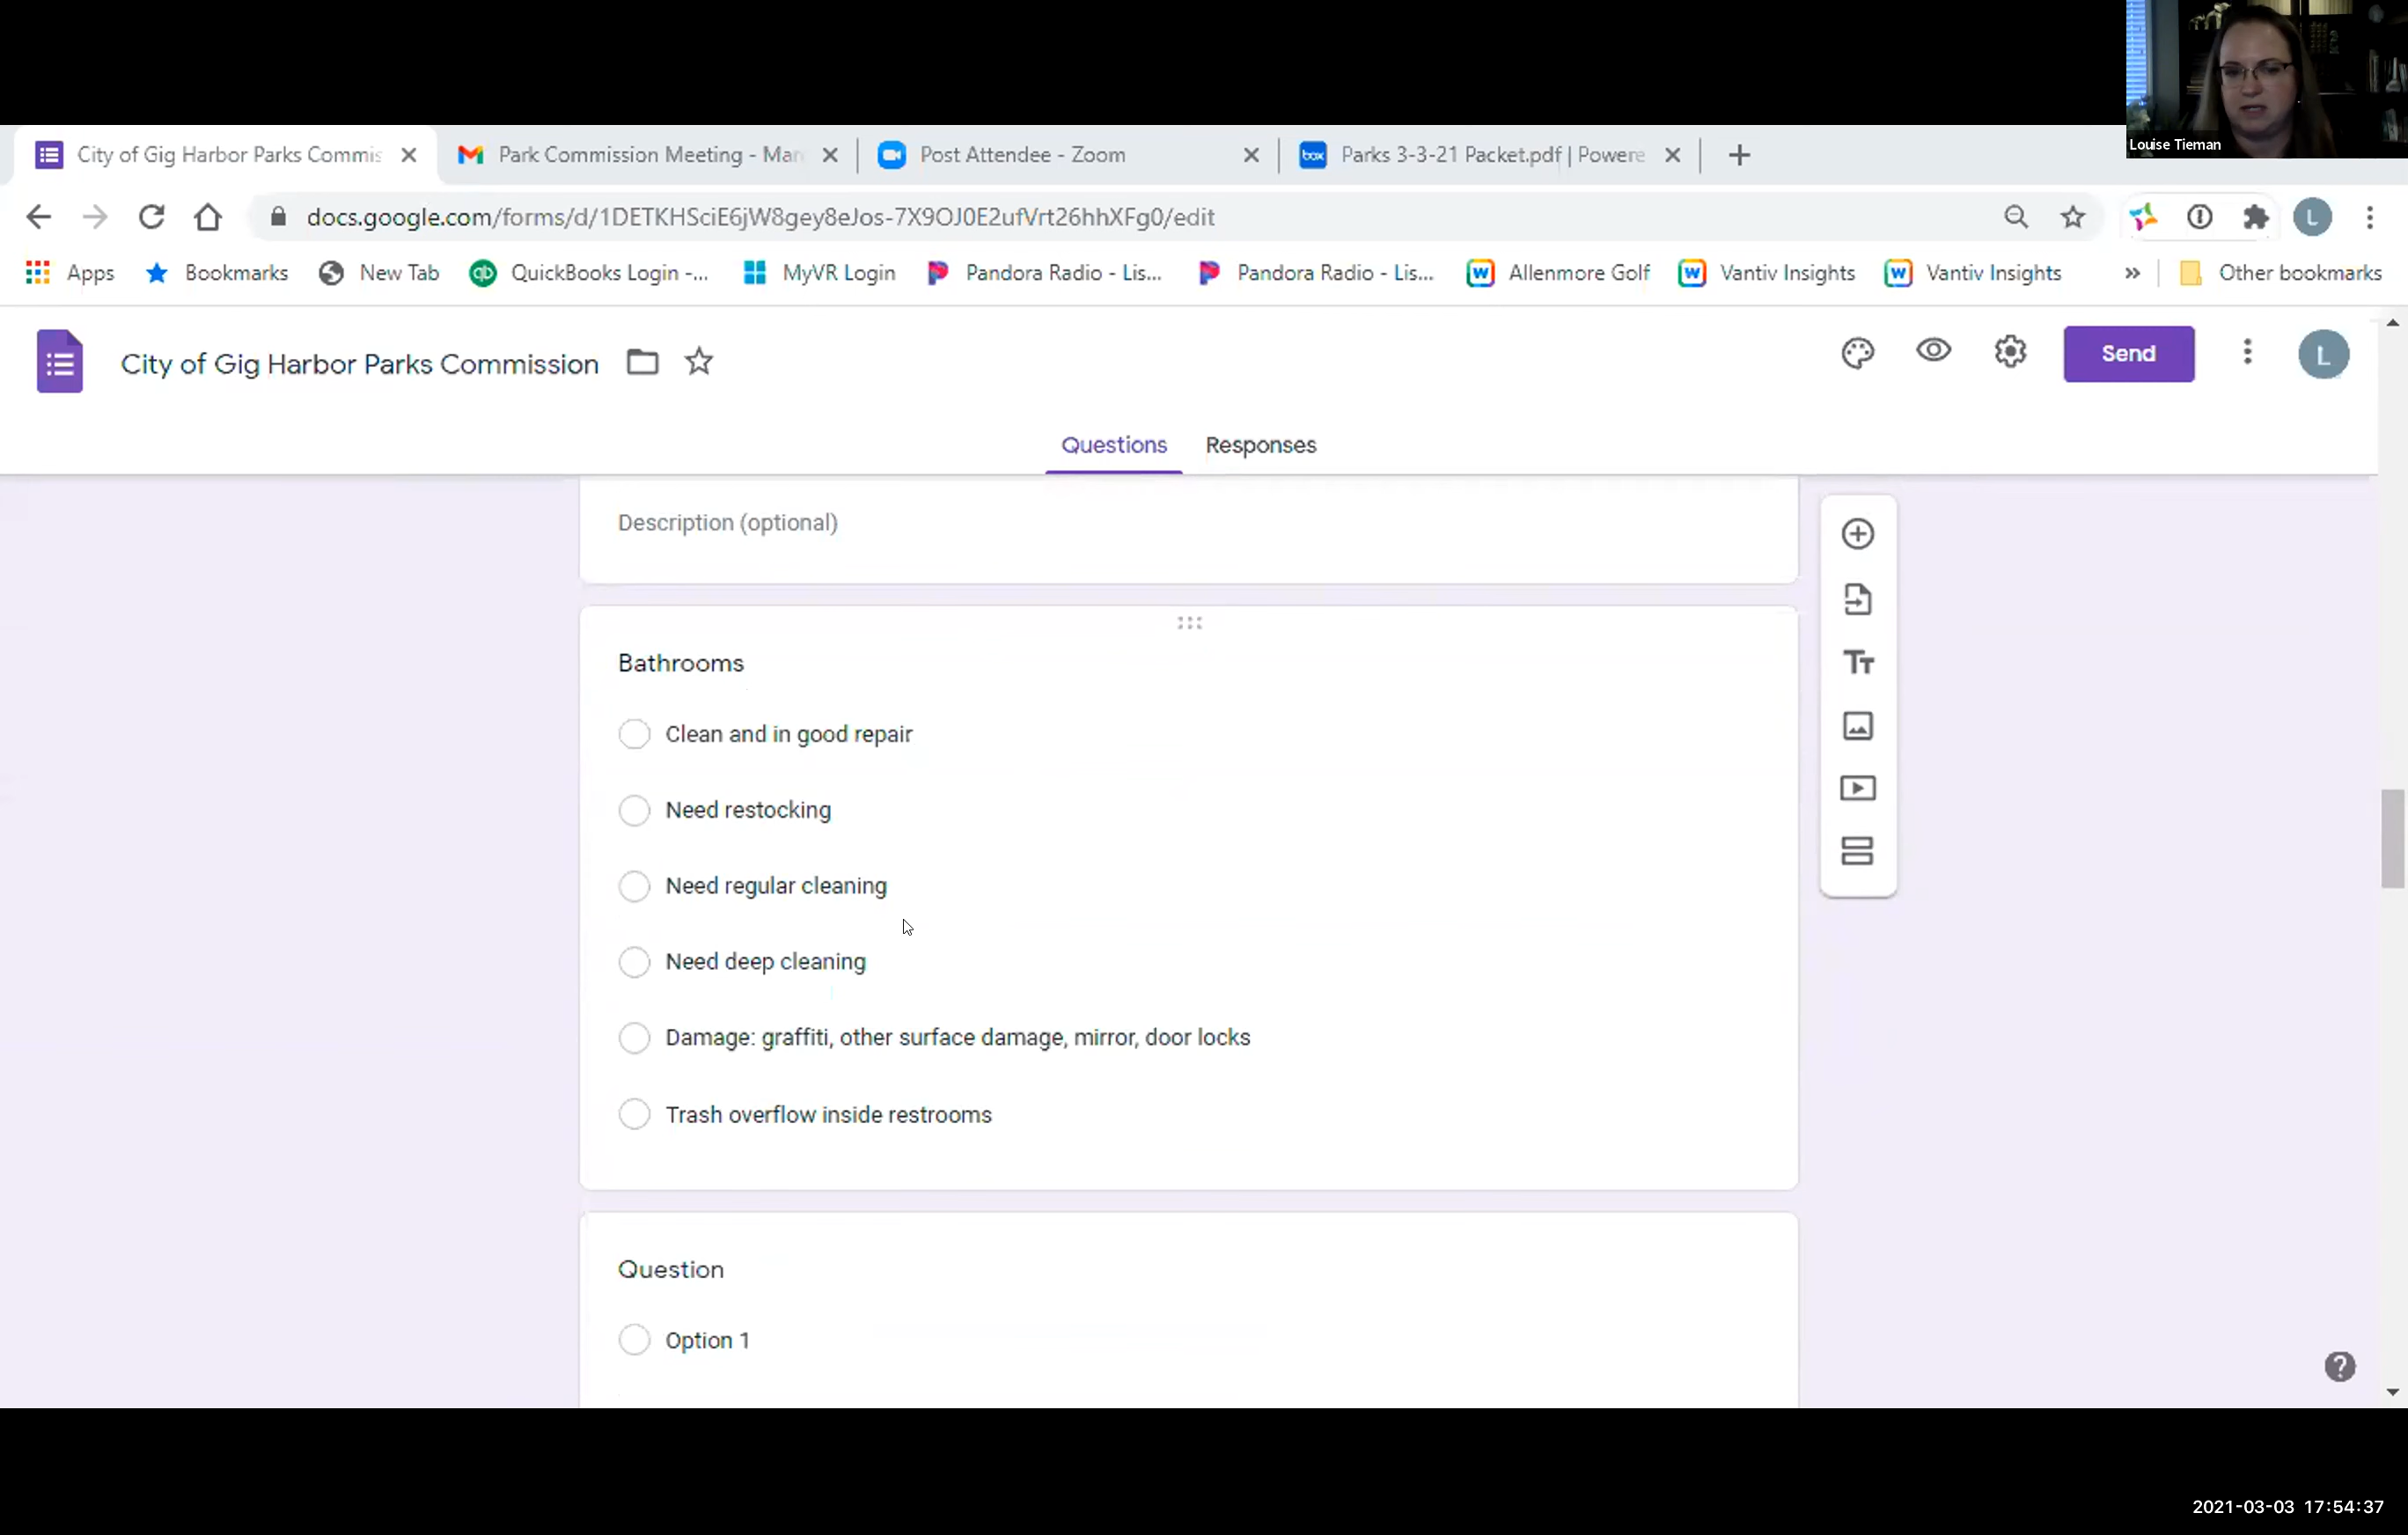 Louise Tieman
City of Gig Harbor Parks Commis
Park Commission Meeting - Mar
Post Attendee - Zoom
box
Parks 3-3-21 Packet.pdf | Powere
docs.google.com/forms/d/1DETKHSciE6jW8gey8eJos-7X9OJ0E2ufVrt26hhXFg0/edit
L
Apps
Bookmarks
New Tab
qb
QuickBooks Login -...
MyVR Login
Pandora Radio - Lis...
Pandora Radio - Lis...
W
Allenmore Golf
W
Vantiv Insights
W
Vantiv Insights
»
Other bookmarks
City of Gig Harbor Parks Commission
Send
L
Questions
Responses
Description (optional)
Bathrooms
Clean and in good repair
Need restocking
Need regular cleaning
Need deep cleaning
Damage: graffiti, other surface damage, mirror, door locks
Trash overflow inside restrooms
Question
Option 1
2021-03-03 17:54:37